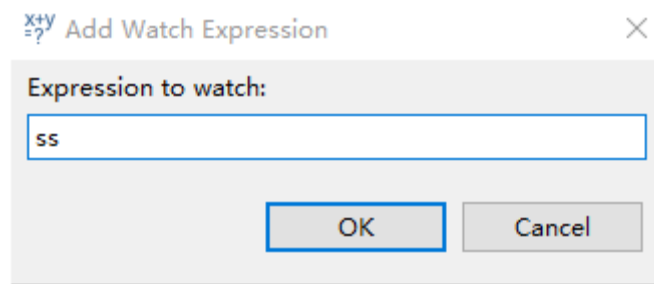 x+y
=?
Add Watch Expression
Expression to watch:
ss
OK
Cancel